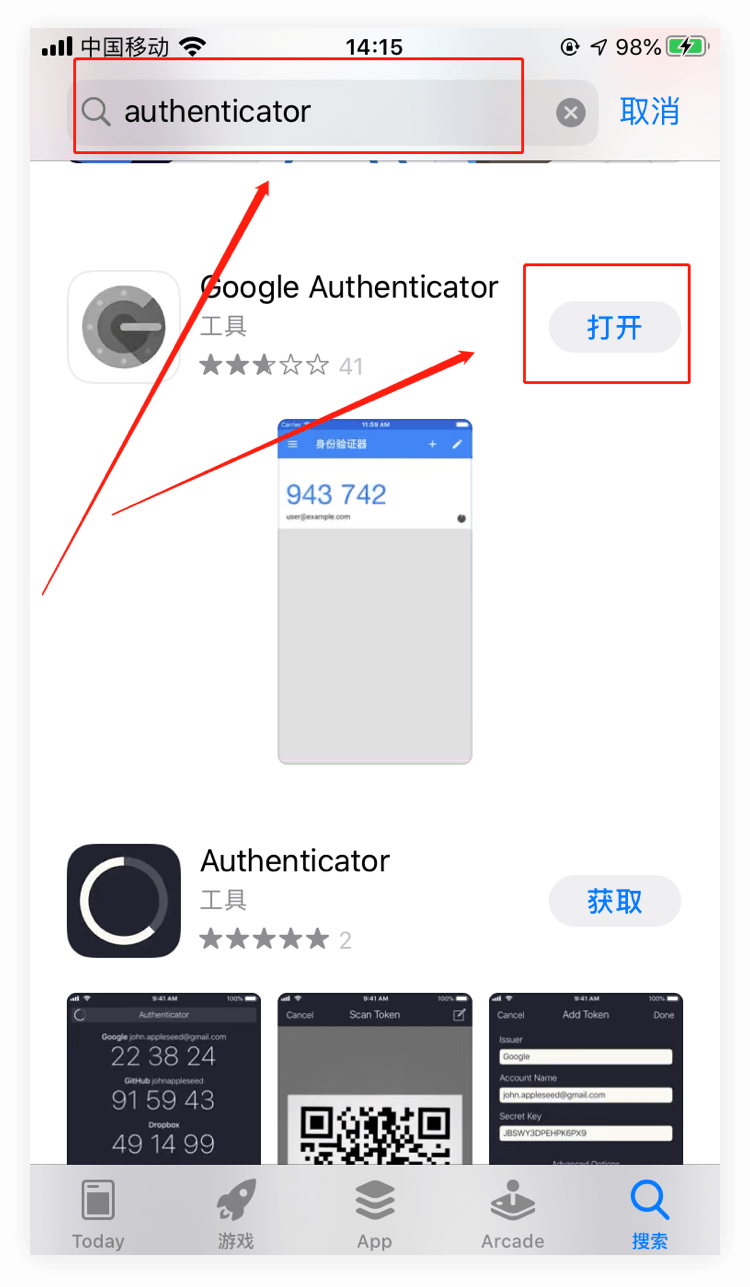 中国移动 14:15 98%
authenticator 取消
Google Authenticator
工具
打开
41
Carrier 11:09 AM
身份验证器
943 742
user@example.com
Authenticator
工具
获取
2
9:41 AM 100%
Authenticator
Google john.appleseed@gmail.com
22 38 24
GitHub johnappleseed
91 59 43
Dropbox
49 14 99
9:41 AM 100%
Cancel Scan Token
9:41 AM 100%
Cancel Add Token Done
Issuer
Google
Account Name
john.appleseed@gmail.com
Secret Key
JBSWY3DPEHPK6PX9
Advanced Options
Today 游戏 App Arcade 搜索